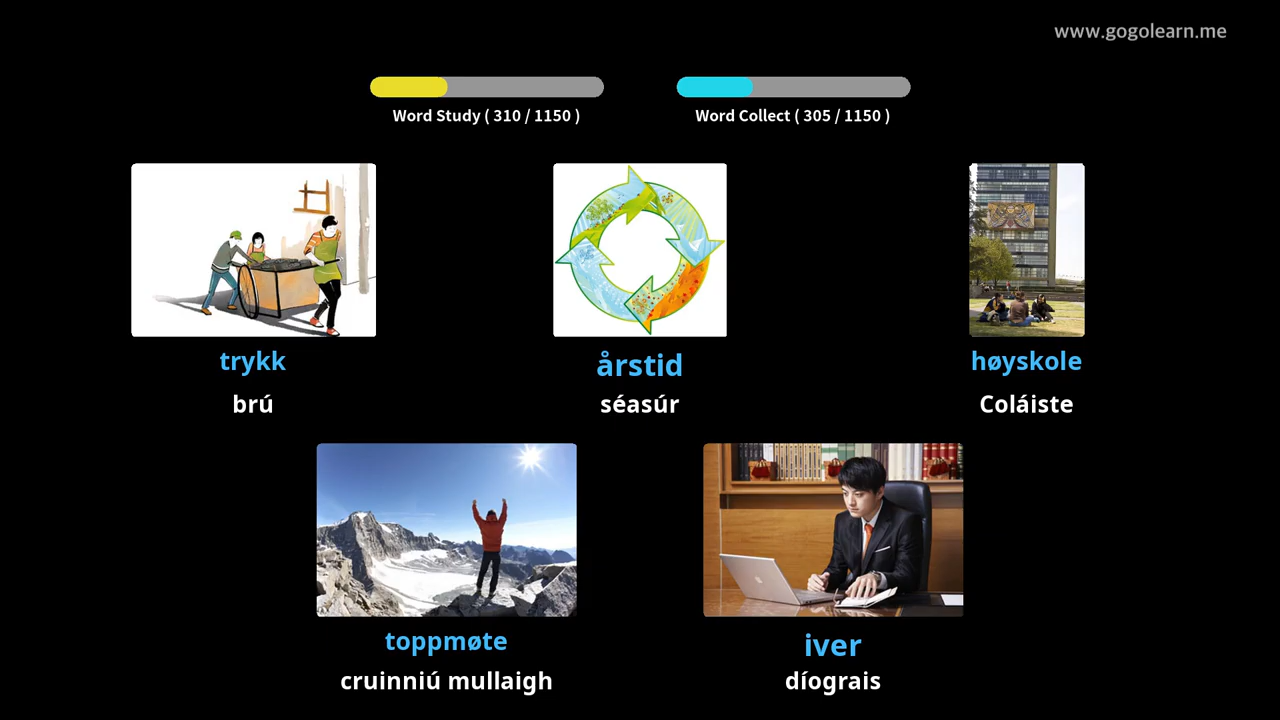 www.gogolearn.me
Word Study ( 310 / 1150 )
Word Collect ( 305 / 1150 )
trykk
årstid
høyskole
brú
séasúr
Coláiste
toppmøte
iver
cruinniú mullaigh
díograis